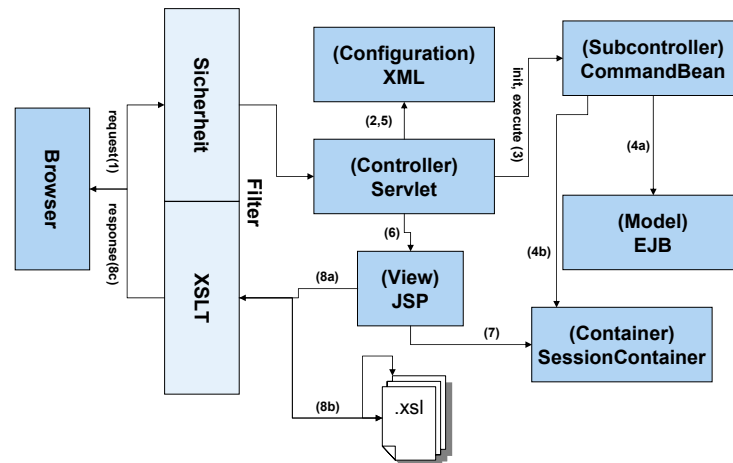 Browser
request(1)
response(8c)
Sicherheit
XSLT
Filter
(Configuration)
XML
(2,5)
(Controller)
Servlet
init, execute (3)
(Subcontroller)
CommandBean
(4a)
(Model)
EJB
(4b)
(6)
(View)
JSP
(8a)
(7)
(Container)
SessionContainer
(8b)
.xsl